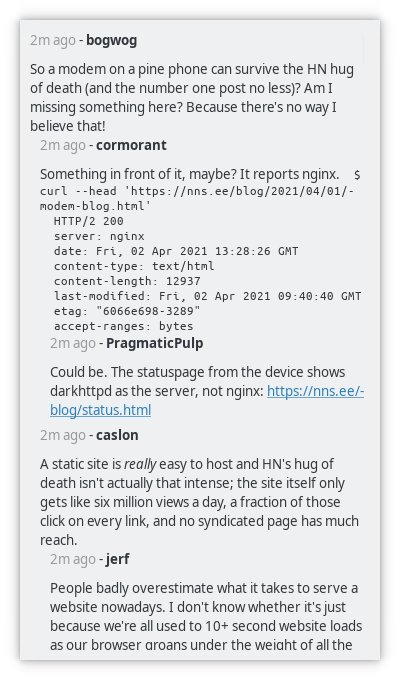 2m ago - bogwog
So a modem on a pine phone can survive the HN hug
of death (and the number one post no less)? Am I
missing something here? Because there's no way I
believe that!
2m ago - cormorant
Something in front of it, maybe? It reports nginx. $
curl --head 'https://nns.ee/blog/2021/04/01/-
modem-blog.html'
HTTP/2 200
server: nginx
date: Fri, 02 Apr 2021 13:28:26 GMT
content-type: text/html
content-length: 12937
last-modified: Fri, 02 Apr 2021 09:40:40 GMT
etag: "6066e698-3289"
accept-ranges: bytes
2m ago - PragmaticPulp
Could be. The statuspage from the device shows
darkhttpd as the server, not nginx: https://nns.ee/-
blog/status.html
2m ago - caslon
A static site is really easy to host and HN's hug of
death isn't actually that intense; the site itself only
gets like six million views a day, a fraction of those
click on every link, and no syndicated page has much
reach.
2m ago - jerf
People badly overestimate what it takes to serve a
website nowadays. I don't know whether it's just
because we're all used to 10+ second website loads
as our browser groans under the weight of all the